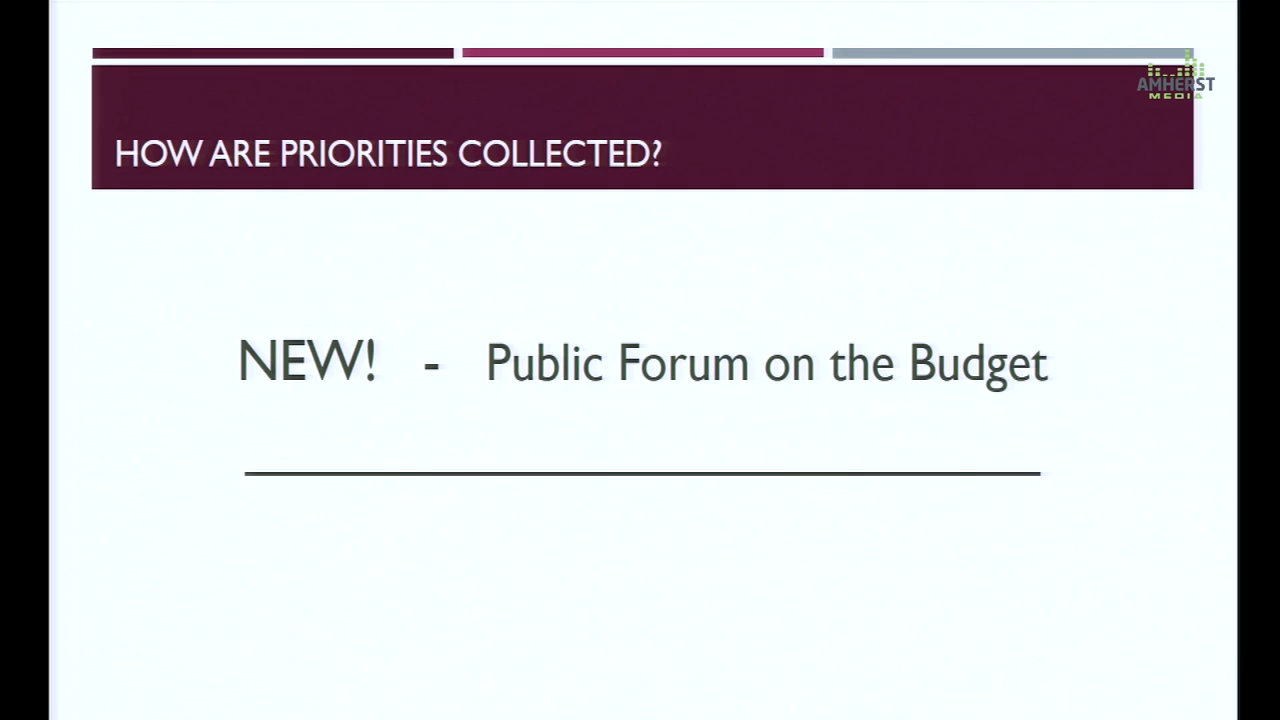 AMHERST
MEDIA
HOW ARE PRIORITIES COLLECTED?
NEW! - Public Forum on the Budget